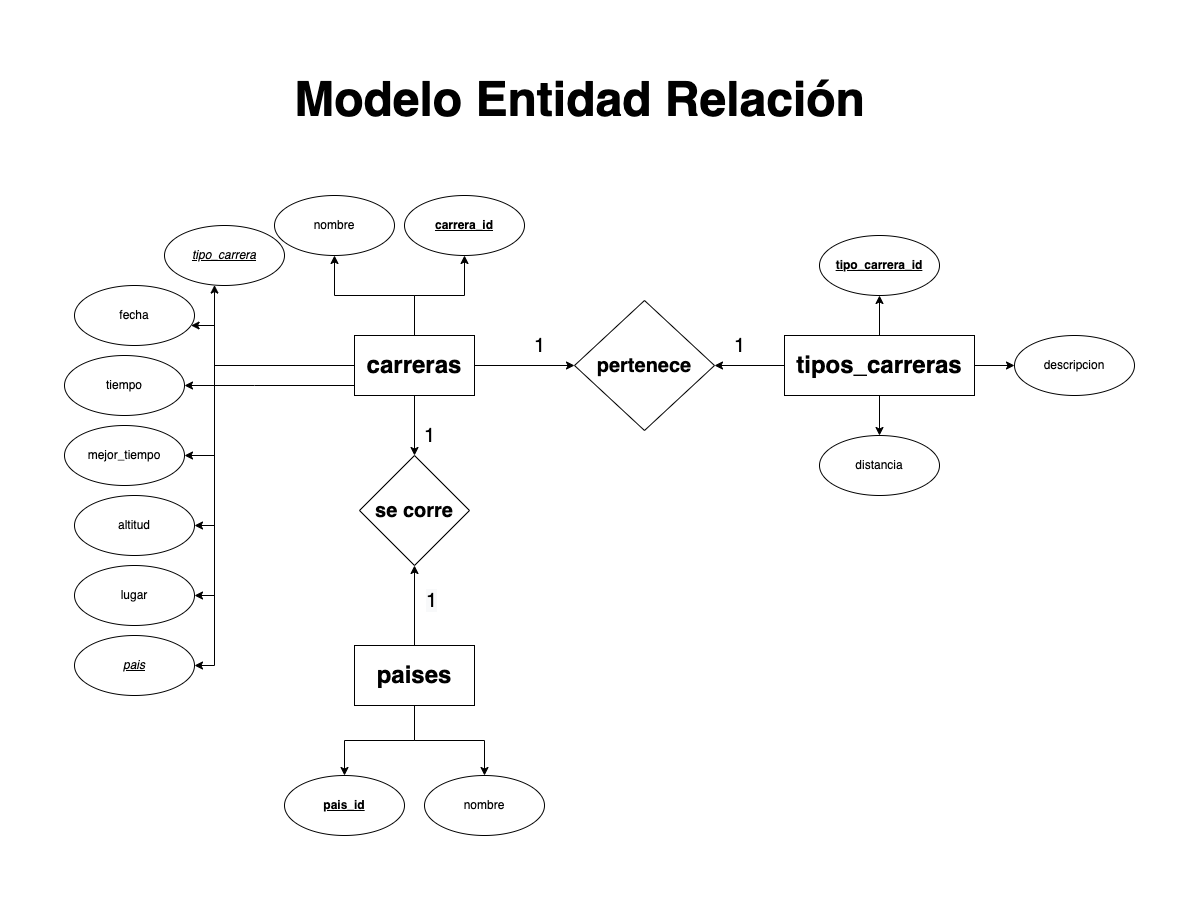 Modelo Entidad Relación
nombre
carrera_id
tipo_carrera
tipo_carrera_id
fecha
1
1
carreras
pertenece
tipos_carreras
descripcion
tiempo
1
mejor_tiempo
distancia
se corre
altitud
lugar
1
pais
paises
pais_id
nombre